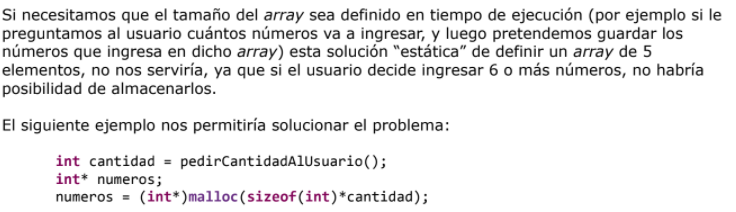 Si necesitamos que el tamaño del array sea definido en tiempo de ejecución (por ejemplo si le
preguntamos al usuario cuántos números va a ingresar, y luego pretendemos guardar los
números que ingresa en dicho array) esta solución “estática” de definir un array de 5
elementos, no nos serviría, ya que si el usuario decide ingresar 6 o más números, no habría
posibilidad de almacenarlos.
El siguiente ejemplo nos permitiría solucionar el problema:
int cantidad = pedirCantidadAlUsuario();
int* numeros;
numeros = (int*)malloc(sizeof(int)*cantidad);